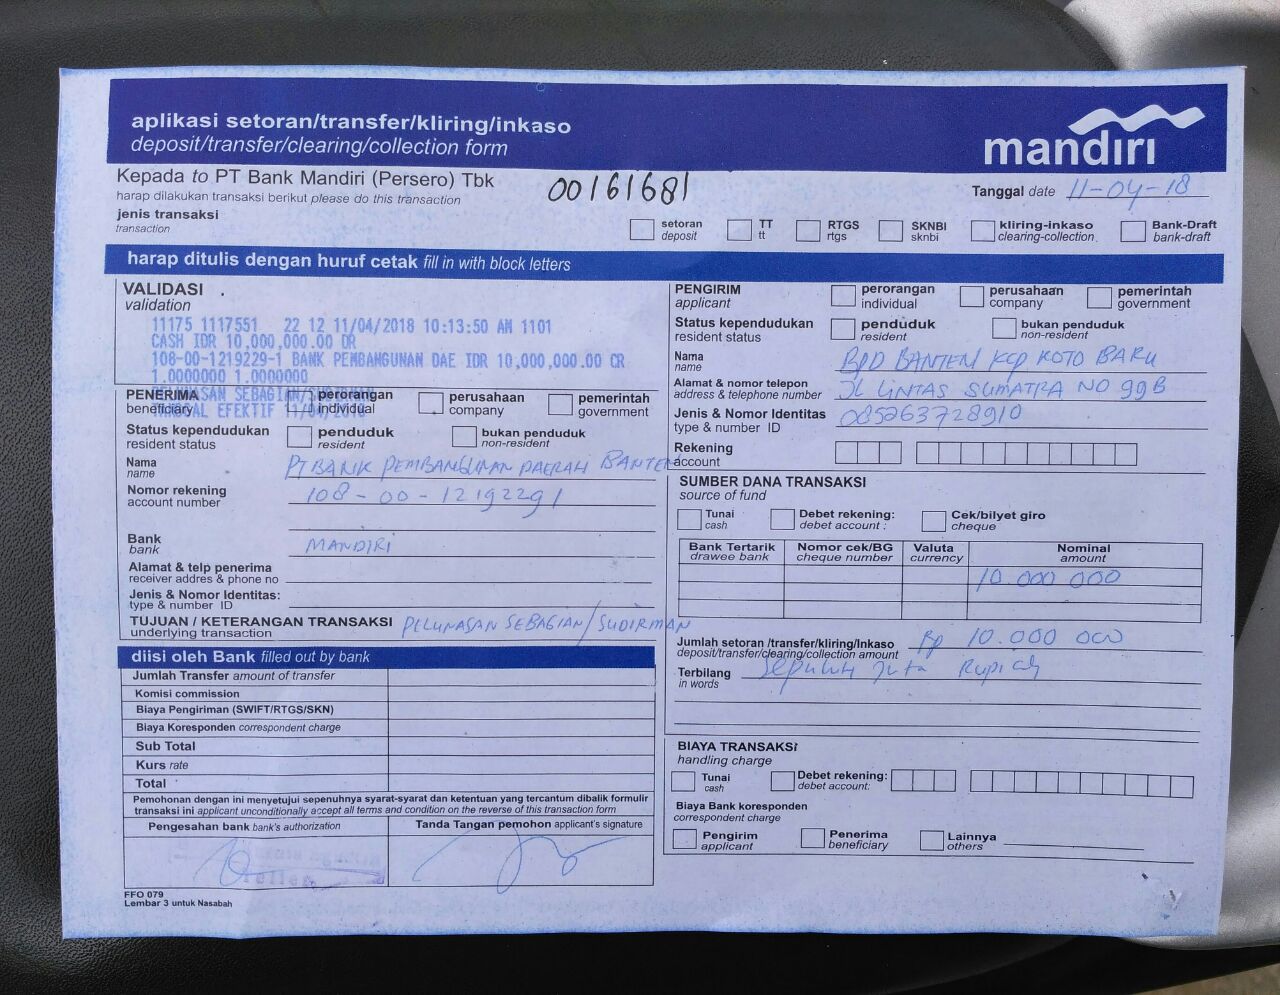 aplikasi setoran/transfer/kliring/inkaso
deposit/transfer/clearing/collection form
mandiri
Kepada to PT Bank Mandiri (Persero) Tbk
00161681
Tanggal date 11-04-18
harap dilakukan transaksi berikut please do this transaction
jenis transaksi
transaction
setoran
deposit
TT
tt
RTGS
rtgs
SKNBI
sknbi
kliring-inkaso
clearing-collection
Bank-Draft
bank-draft
harap ditulis dengan huruf cetak fill in with block letters
VALIDASI
validation
11175 1117551 22 12 11/04/2018 10:13:50 AM 1101
CASH IDR 10,000,000.00 DR
108-00-1219229-1 BANK PEMBANGUNAN DAE IDR 10,000,000.00 CR
1.0000000 1.0000000
PELUNASAN SEBAGIAN/SUDIRMAN
TANGGAL EFEKTIF 11/04/2018
PENERIMA
beneficiary
perorangan
individual
perusahaan
company
pemerintah
government
Status kependudukan
resident status
penduduk
resident
bukan penduduk
non-resident
Nama
name
PT BANK PEMBANGUNAN DAERAH BANTEN
Nomor rekening
account number
108-00-12192291
Bank
bank
MANDIRI
Alamat & telp penerima
receiver addres & phone no
Jenis & Nomor Identitas:
type & number ID
TUJUAN / KETERANGAN TRANSAKSI
underlying transaction
PELUNASAN SEBAGIAN/SUDIRMAN
diisi oleh Bank filled out by bank
Jumlah Transfer amount of transfer
Komisi commission
Biaya Pengiriman (SWIFT/RTGS/SKN)
Biaya Koresponden correspondent charge
Sub Total
Kurs rate
Total
Pemohonan dengan ini menyetujui sepenuhnya syarat-syarat dan ketentuan yang tercantum dibalik formulir
transaksi ini applicant unconditionally accept all terms and condition on the reverse of this transaction form
Pengesahan bank bank's authorization
Tanda Tangan pemohon applicant's signature
FFO 079
Lembar 3 untuk Nasabah
PENGIRIM
applicant
perorangan
individual
perusahaan
company
pemerintah
government
Status kependudukan
resident status
penduduk
resident
bukan penduduk
non-resident
Nama
name
BPD BANTEN KCP KOTO BARU
Alamat & nomor telepon
address & telephone number
JL LINTAS SUMATRA NO 99B
Jenis & Nomor Identitas
type & number ID
085263728910
Rekening
account
SUMBER DANA TRANSAKSI
source of fund
Tunai
cash
Debet rekening:
debet account :
Cek/bilyet giro
cheque
Bank Tertarik
drawee bank
Nomor cek/BG
cheque number
Valuta
currency
Nominal
amount
10 000 000
Jumlah setoran /transfer/kliring/Inkaso
deposit/transfer/clearing/collection amount
Rp 10.000 000
Terbilang
in words
Sepuluh Juta Rupiah
BIAYA TRANSAKSI
handling charge
Tunai
cash
Debet rekening:
debet account:
Biaya Bank koresponden
correspondent charge
Pengirim
applicant
Penerima
beneficiary
Lainnya
others